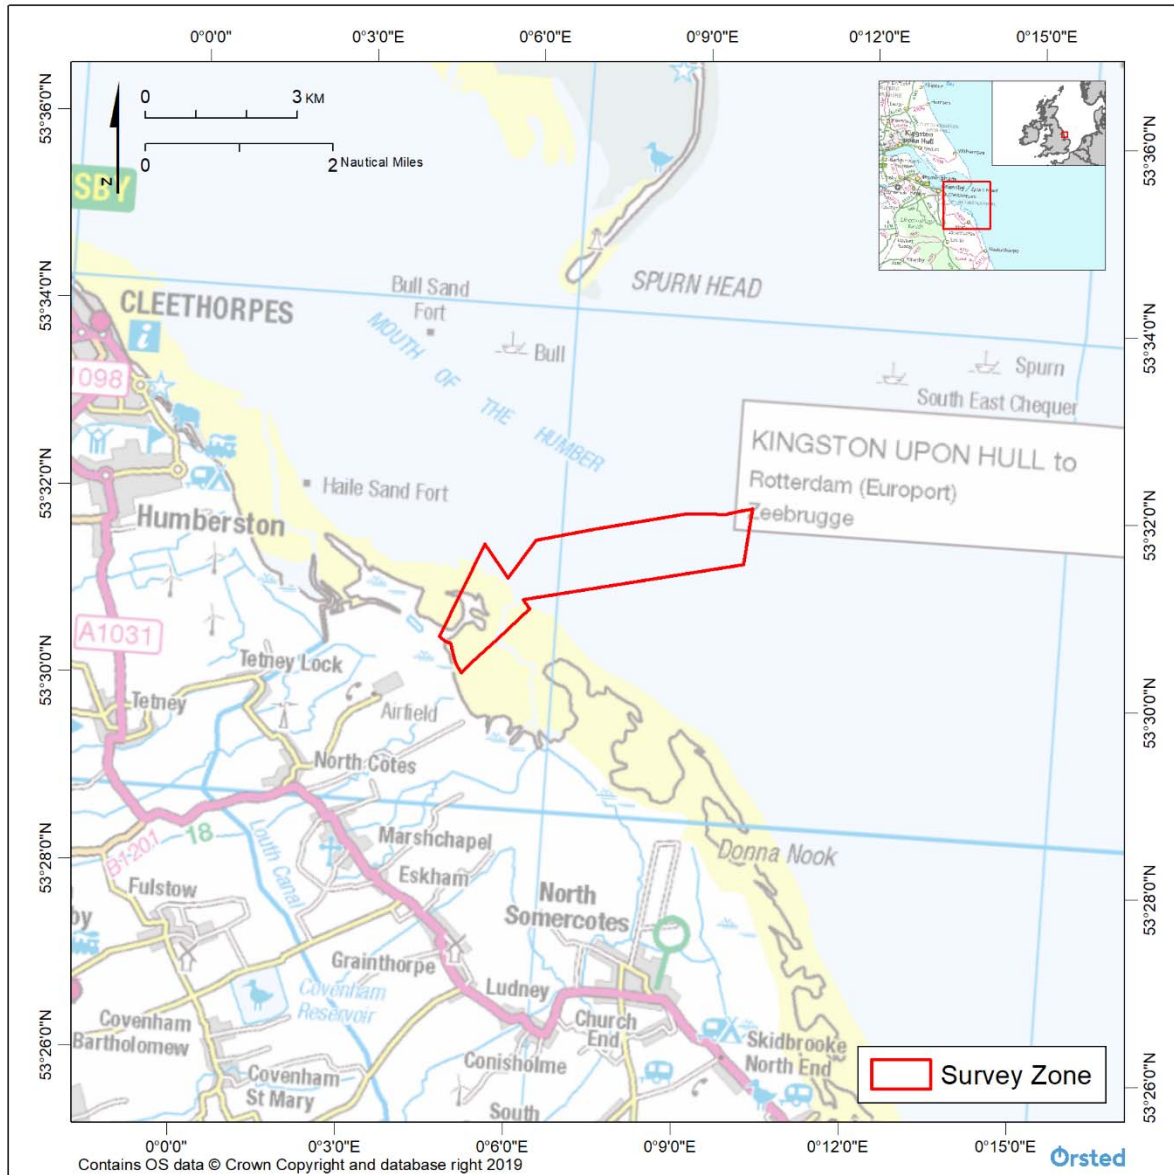 0°0'0" 0°3'0"E 0°6'0"E 0°9'0"E 0°12'0"E 0°15'0"E
53°36'0"N
53°34'0"N
53°32'0"N
53°30'0"N
53°28'0"N
53°26'0"N
53°36'0"N
53°34'0"N
53°32'0"N
53°30'0"N
53°28'0"N
53°26'0"N
0 3 KM
0 2 Nautical Miles
N
SBY
Kingston
upon Hull
SPURN HEAD
Bull Sand
Fort
CLEETHORPES
i
MOUTH OF THE HUMBER
Bull
Spurn
South East Chequer
1098
KINGSTON UPON HULL to
Rotterdam (Europort)
Zeebrugge
Haile Sand Fort
Humberston
A1031
Tetney Lock
Tetney
Airfield
North Cotes
Louth Canal
18
B1201
Marshchapel
Eskham
Donna Nook
Fulstow
by
North
Somercotes
Grainthorpe
Ludney
Covenham
Reservoir
Church
End
Covenham
Bartholomew
Conisholme
Skidbrooke
North End
Covenham
St Mary
South
Survey Zone
0°0'0" 0°3'0"E 0°6'0"E 0°9'0"E 0°12'0"E 0°15'0"E
Contains OS data © Crown Copyright and database right 2019
Ørsted